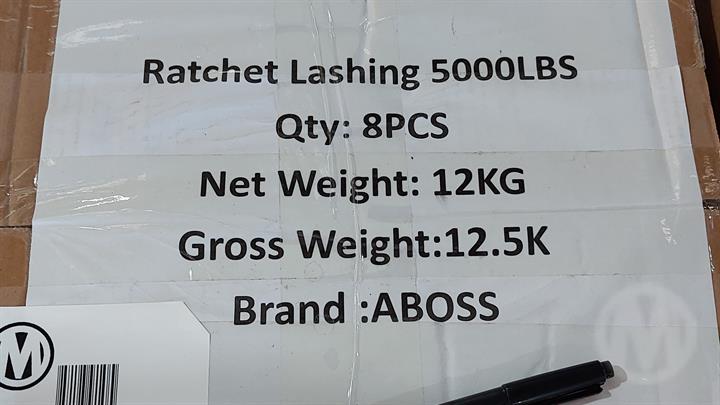 Ratchet Lashing 5000LBS
Qty: 8PCS
Net Weight: 12KG
Gross Weight:12.5K
Brand :ABOSS
M
M